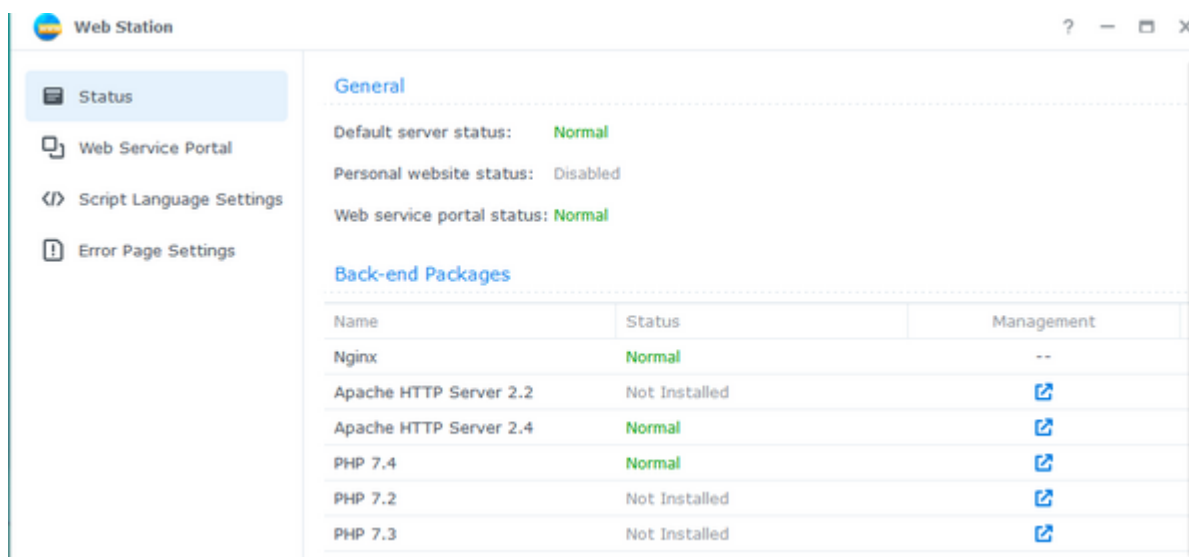 Web Station
?
Status
Web Service Portal
</> Script Language Settings
Error Page Settings
General
Default server status: Normal
Personal website status: Disabled
Web service portal status: Normal
Back-end Packages
Name Status Management
Nginx Normal --
Apache HTTP Server 2.2 Not Installed
Apache HTTP Server 2.4 Normal
PHP 7.4 Normal
PHP 7.2 Not Installed
PHP 7.3 Not Installed